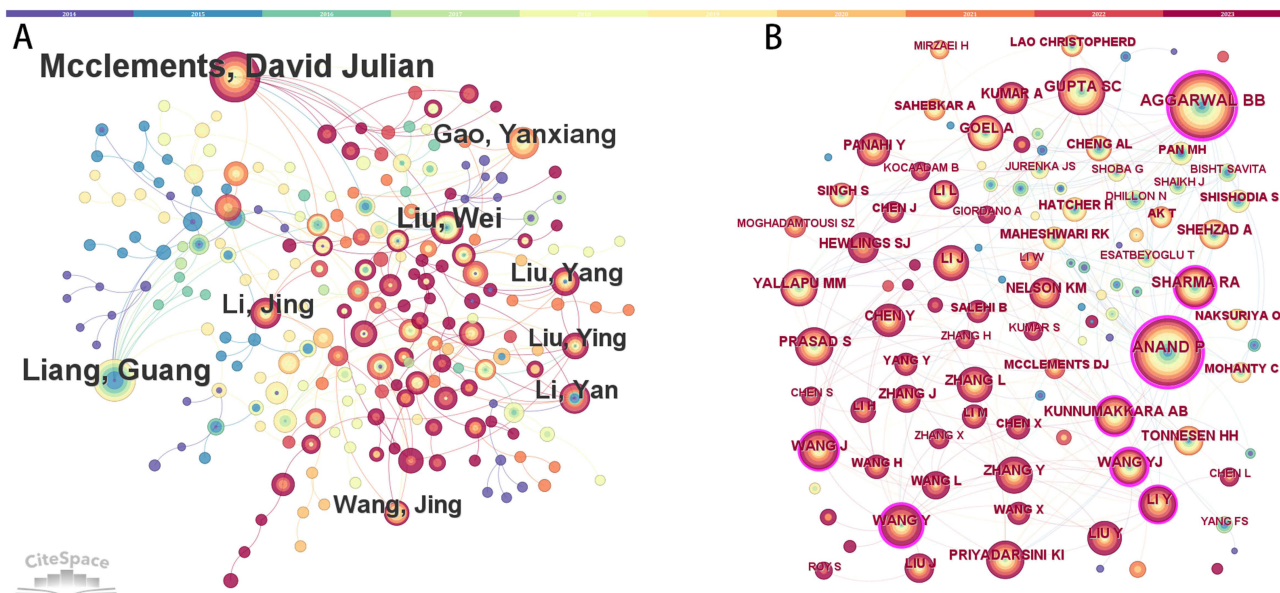 2014 2015 2016 2017 2018 2019 2020 2021 2022 2023
A
Mcclements, David Julian
Gao, Yanxiang
Liu, Wei
Liu, Yang
Li, Jing
Liu, Ying
Liang, Guang
Li, Yan
Wang, Jing
CiteSpace
B
MIRZAEI H
LAO CHRISTOPHERD
KUMAR A
GUPTA SC
AGGARWAL BB
SAHEBKAR A
GOEL A
PANAHI Y
CHENG AL
PAN MH
KOCAADAM B
JURENKA JS
SHOBA G
BISHT SAVITA
SINGH S
LI L
SHAIKH J
DHILLON N
SHISHODIA S
CHEN J
GIORDANO A
HATCHER H
AK T
MOGHADAMTOUSI SZ
MAHESHWARI RK
SHEHZAD A
HEWLINGS SJ
LI J
LI W
ESATBEYOGLU T
YALLAPU MM
NELSON KM
SHARMA RA
SALEHI B
NAKSURIYA O
CHEN Y
KUMAR S
PRASAD S
ZHANG H
ANAND P
YANG Y
MCCLEMENTS DJ
MOHANTY C
CHEN S
ZHANG J
ZHANG L
LI H
LI M
KUNNUMAKKARA AB
CHEN X
ZHANG X
TONNESEN HH
WANG J
WANG H
WANG YJ
ZHANG Y
CHEN L
WANG L
LI Y
WANG X
WANG Y
YANG FS
LIU Y
PRIYADARSINI KI
ROY S
LIU J